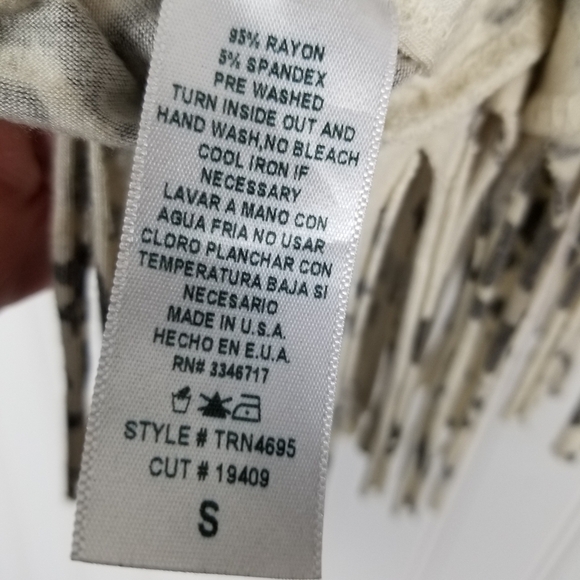 95% RAYON
5% SPANDEX
PRE WASHED
TURN INSIDE OUT AND
HAND WASH,NO BLEACH
COOL IRON IF
NECESSARY
LAVAR A MANO CON
AGUA FRIA NO USAR
CLORO PLANCHAR CON
TEMPERATURA BAJA SI
NECESARIO
MADE IN U.S.A.
HECHO EN E.U.A.
RN# 3346717
STYLE # TRN4695
CUT # 19409
S